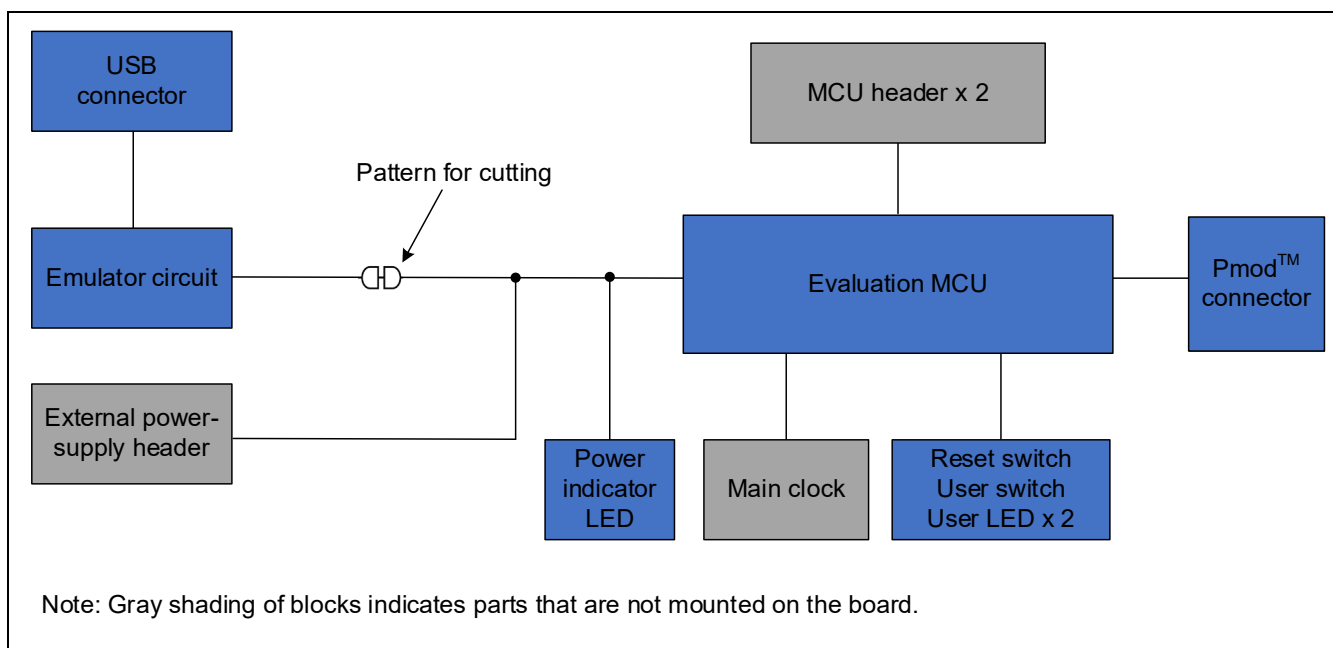 USB
connector
MCU header x 2
Pattern for cutting
Emulator circuit
Evaluation MCU
Pmod™
connector
External power-
supply header
Power
indicator
LED
Main clock
Reset switch
User switch
User LED x 2
Note: Gray shading of blocks indicates parts that are not mounted on the board.